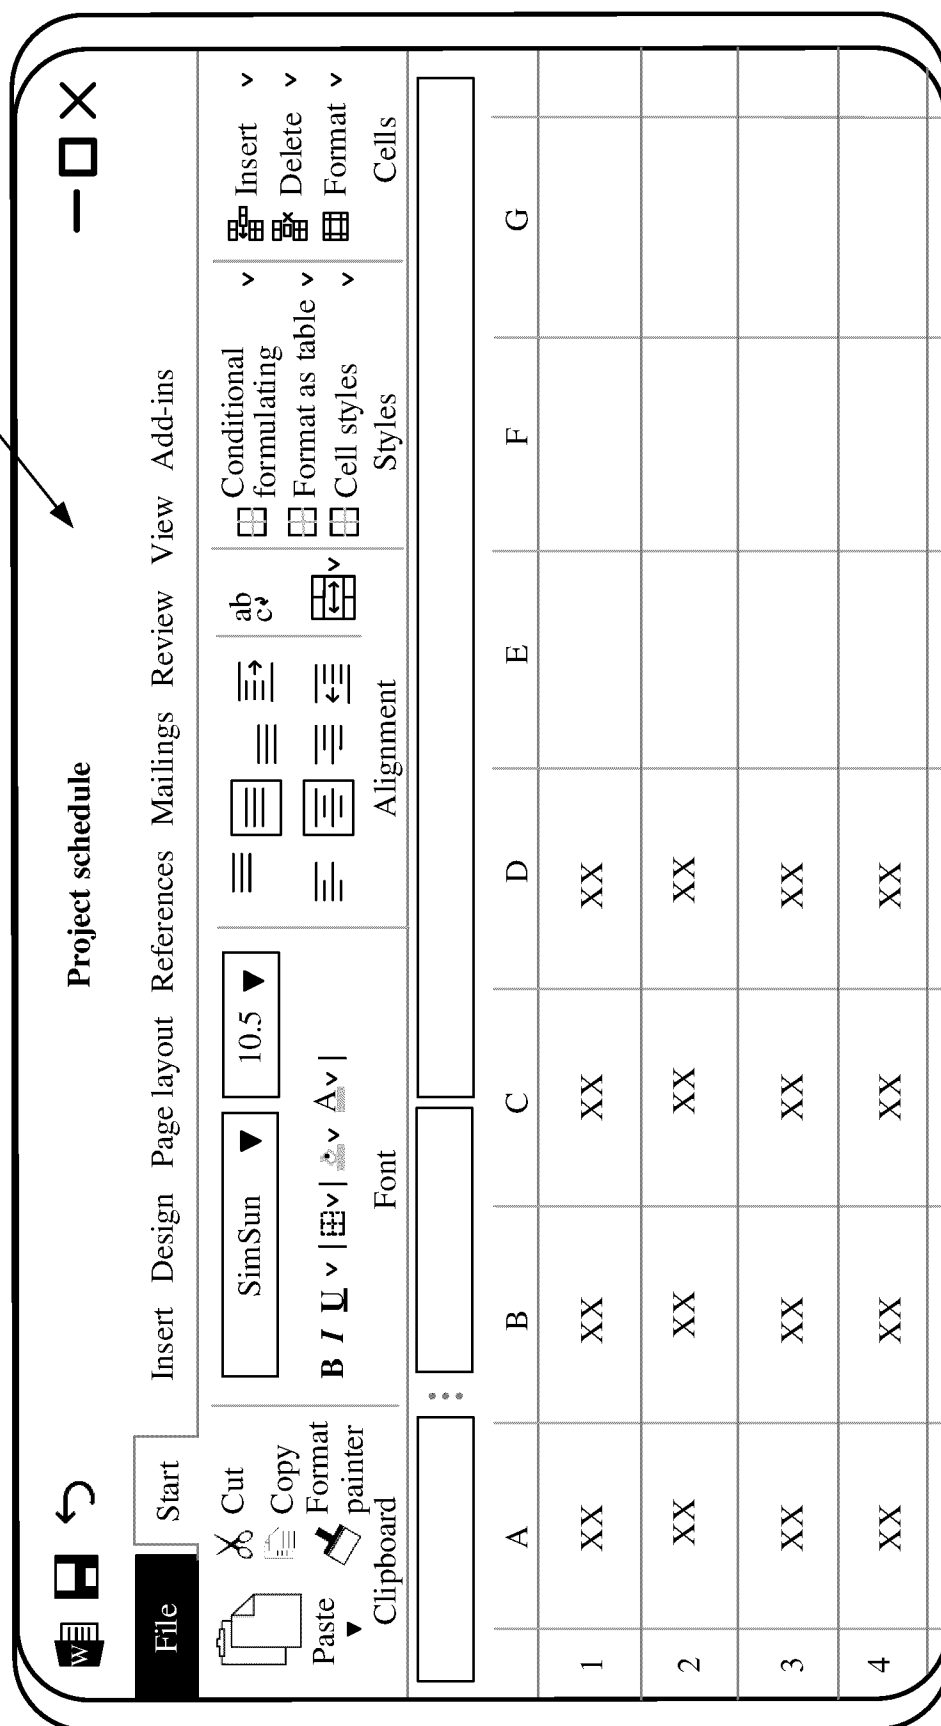 W
Project schedule
File Start Insert Design Page layout References Mailings Review View Add-ins
Paste
Cut
Copy
Format
painter
Clipboard
SimSun 10.5
B I U A
Font
ab
c
Alignment
Conditional
formulating
Format as table
Cell styles
Styles
Insert
Delete
Format
Cells
A B C D E F G
1 XX XX XX XX
2 XX XX XX XX
3 XX XX XX XX
4 XX XX XX XX